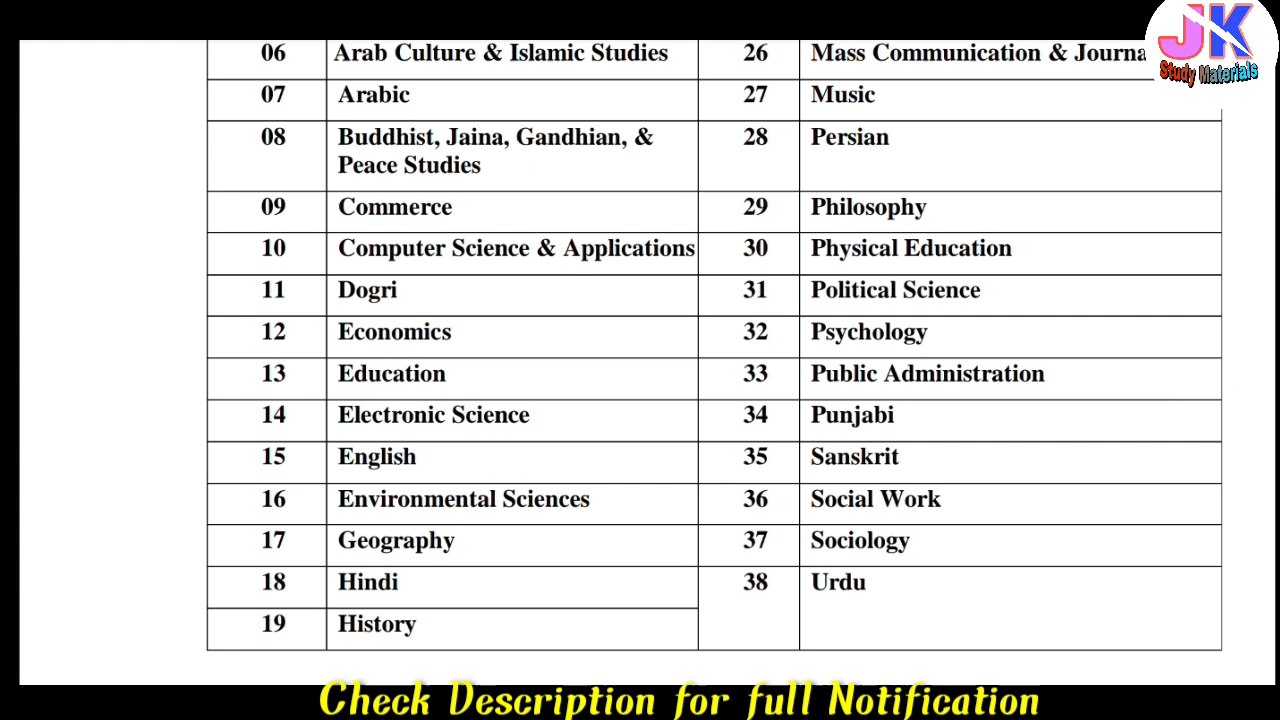 JK
Study Materials
06 Arab Culture & Islamic Studies 26 Mass Communication &
07 Arabic 27 Music
08 Buddhist, Jaina, Gandhian, & 28 Persian
Peace Studies
09 Commerce 29 Philosophy
10 Computer Science & Applications 30 Physical Education
11 Dogri 31 Political Science
12 Economics 32 Psychology
13 Education 33 Public Administration
14 Electronic Science 34 Punjabi
15 English 35 Sanskrit
16 Environmental Sciences 36 Social Work
17 Geography 37 Sociology
18 Hindi 38 Urdu
19 History
Check Description for full Notification